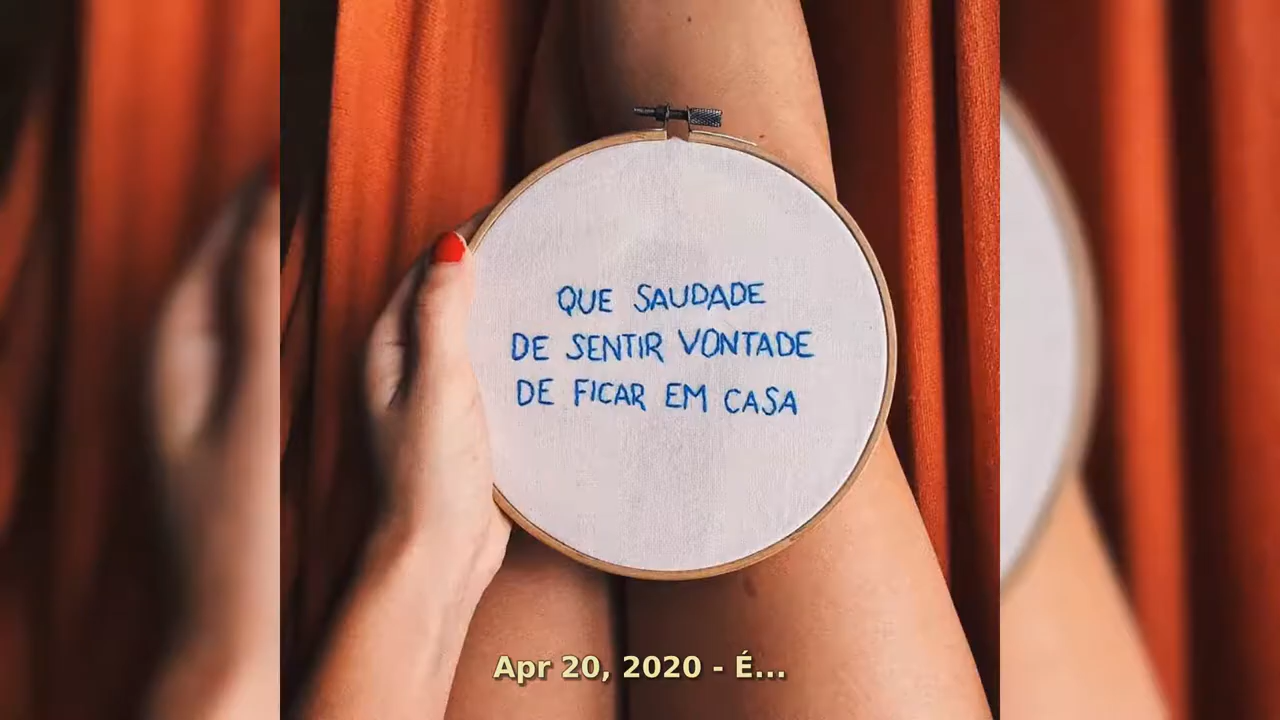 QUE SAUDADE
DE SENTIR VONTADE
DE FICAR EM CASA
Apr 20, 2020 - É...